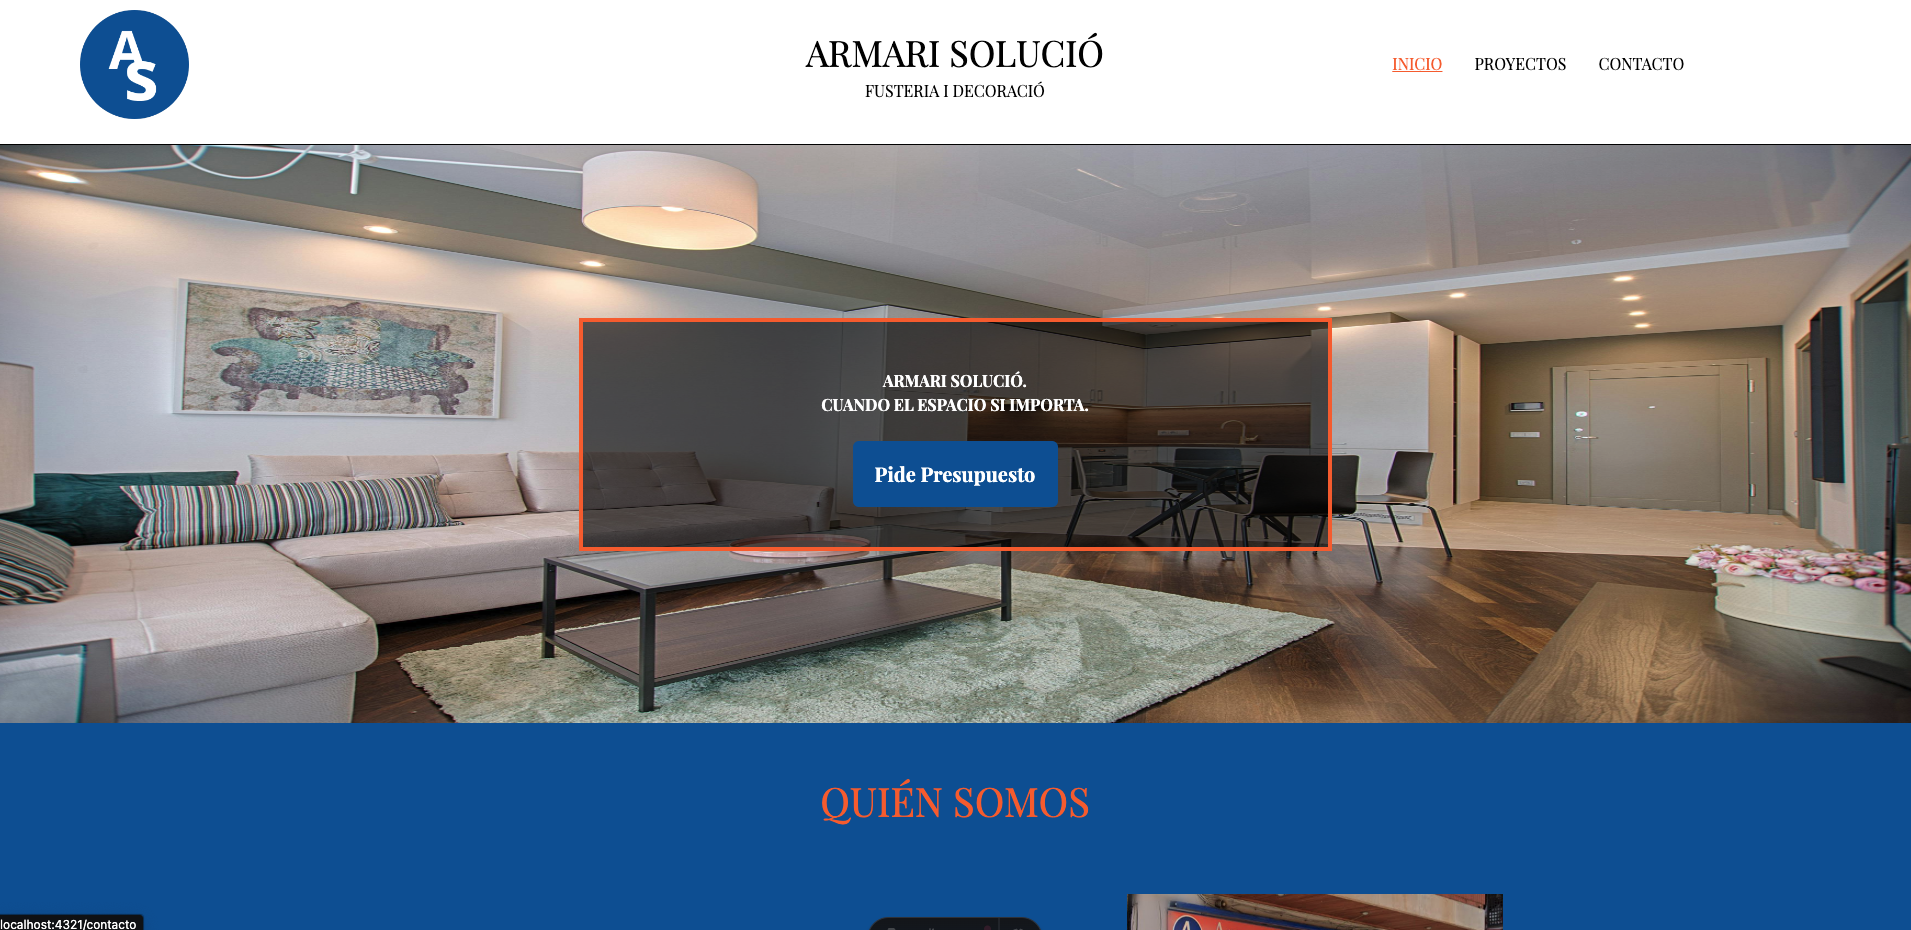 AS
ARMARI SOLUCIÓ
FUSTERIA I DECORACIÓ
INICIO PROYECTOS CONTACTO
ARMARI SOLUCIÓ.
CUANDO EL ESPACIO SI IMPORTA.
Pide Presupuesto
QUIÉN SOMOS
localhost:4321/contacto